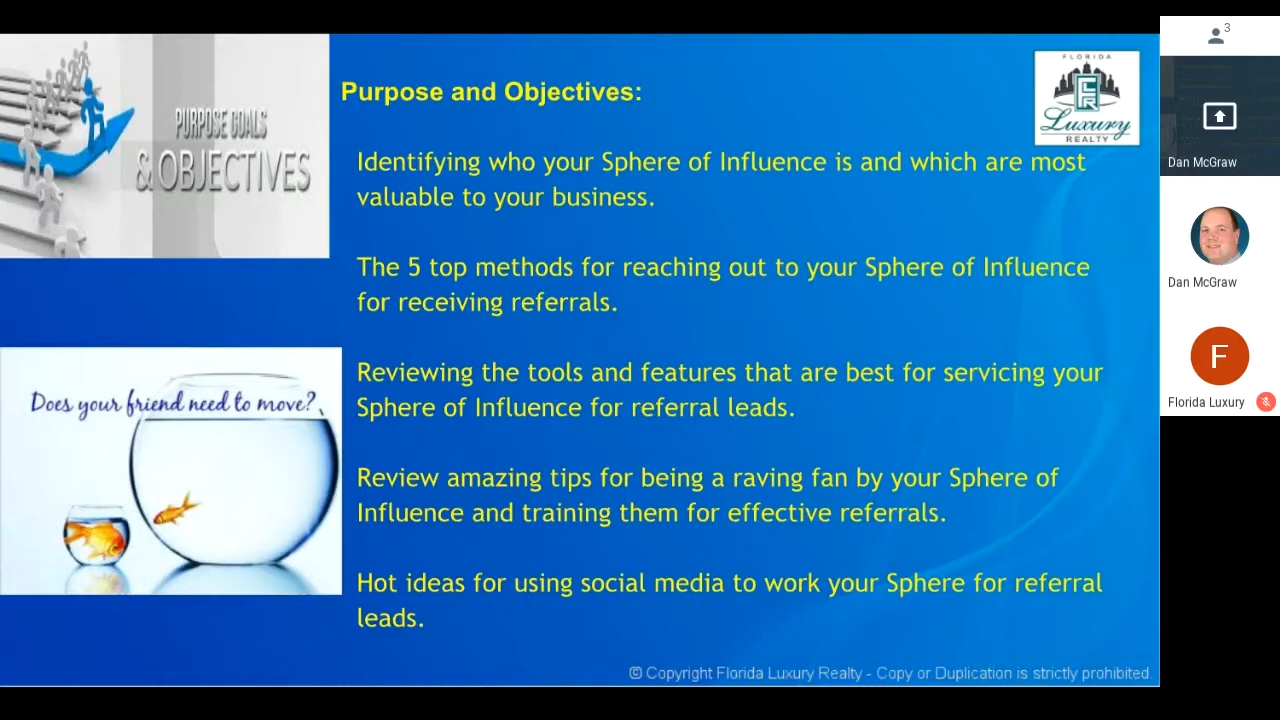 PURPOSE GOALS
& OBJECTIVES
Does your friend need to move?
Purpose and Objectives:
FLORIDA
FLR
Luxury
REALTY
Identifying who your Sphere of Influence is and which are most
valuable to your business.
The 5 top methods for reaching out to your Sphere of Influence
for receiving referrals.
Reviewing the tools and features that are best for servicing your
Sphere of Influence for referral leads.
Review amazing tips for being a raving fan by your Sphere of
Influence and training them for effective referrals.
Hot ideas for using social media to work your Sphere for referral
leads.
© Copyright Florida Luxury Realty - Copy or Duplication is strictly prohibited.
3
Dan McGraw
Dan McGraw
F
Florida Luxury